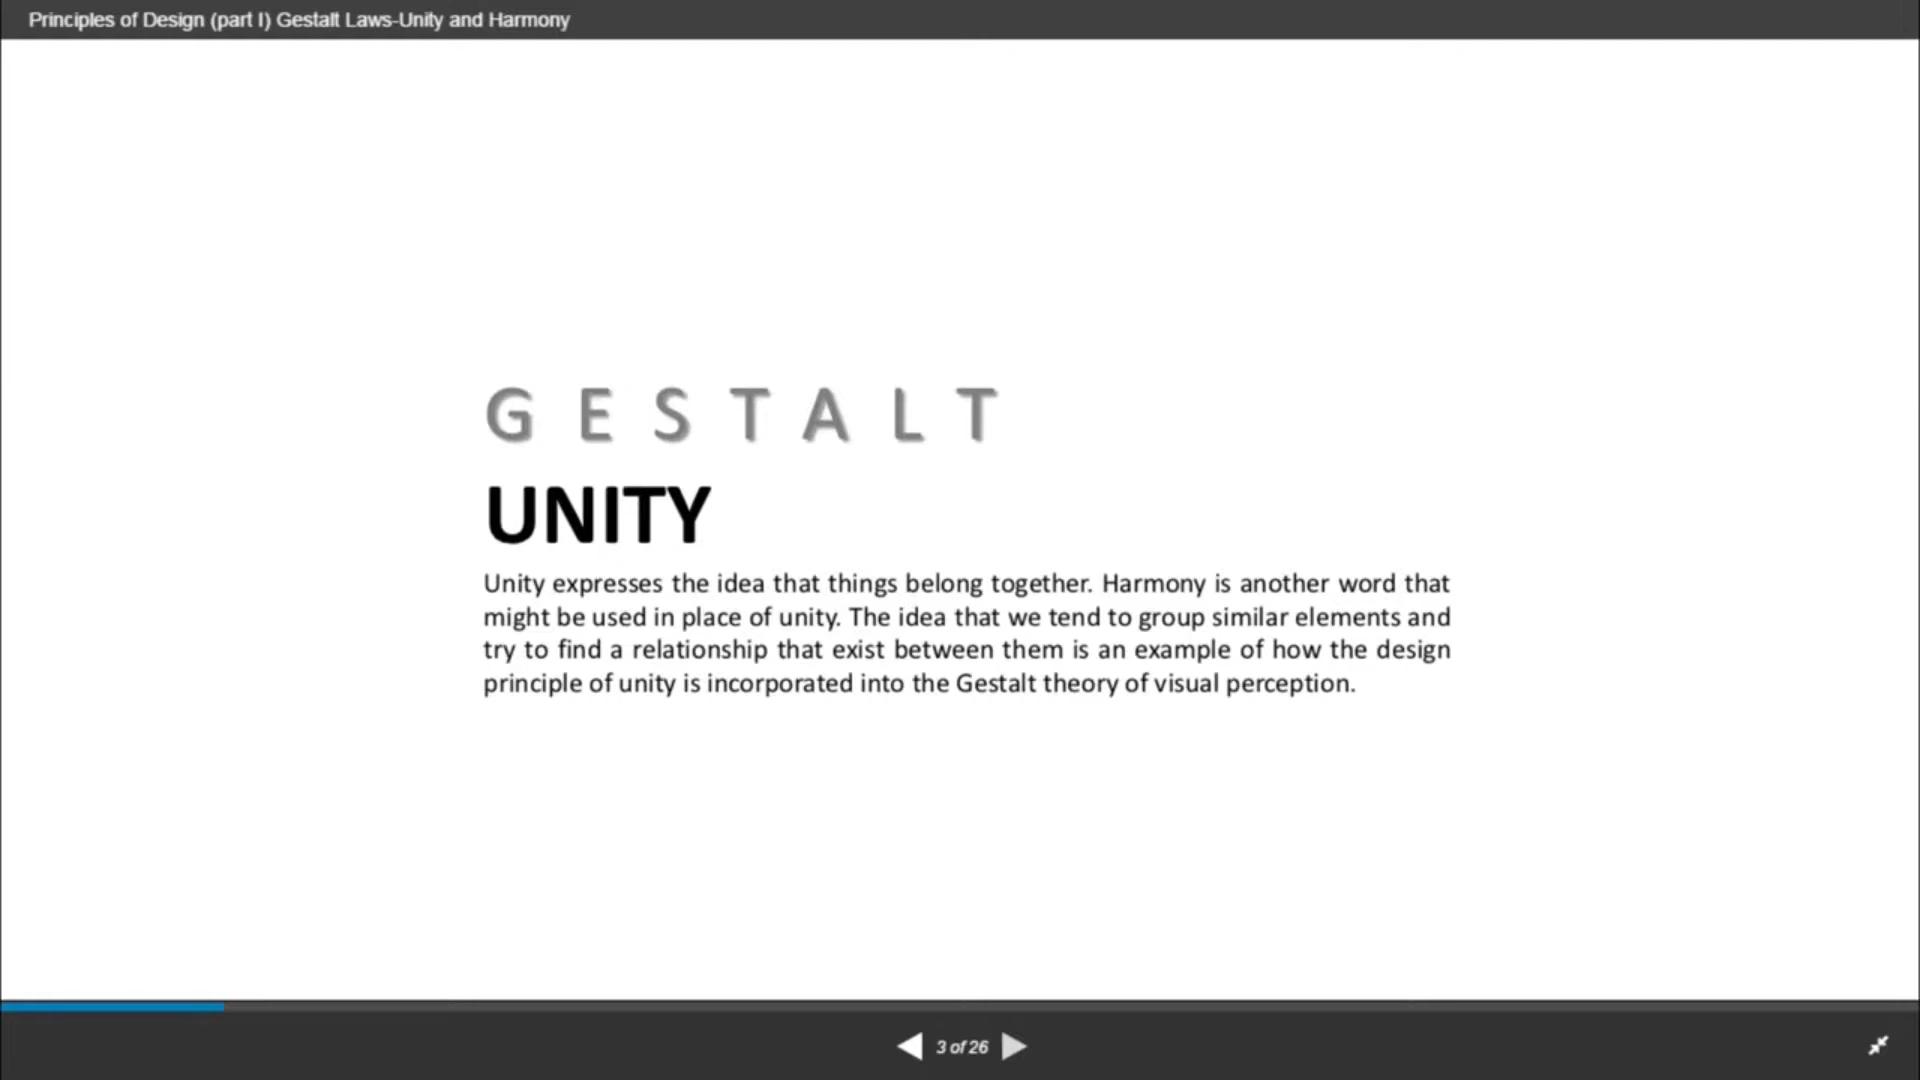 Principles of Design (part I) Gestalt Laws-Unity and Harmony
G E S T A L T
UNITY
Unity expresses the idea that things belong together. Harmony is another word that
might be used in place of unity. The idea that we tend to group similar elements and
try to find a relationship that exist between them is an example of how the design
principle of unity is incorporated into the Gestalt theory of visual perception.
3 of 26